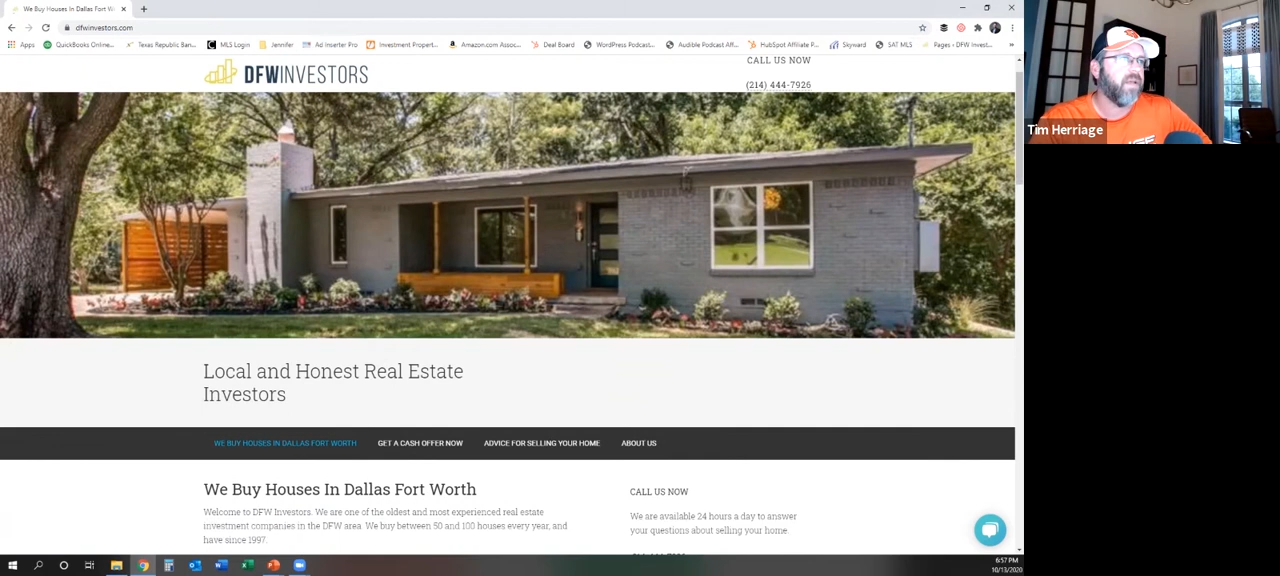 We Buy Houses In Dallas Fort W
dfwinvestors.com
Apps
QuickBooks Online...
Texas Republic Ban...
MLS Login
Jennifer
Ad Inserter Pro
Investment Propert...
Amazon.com Assoc...
Deal Board
WordPress Podcast...
Audible Podcast Aff...
HubSpot Affiliate P...
Skyward
SAT MLS
Pages ‹ DFW Invest...
»
DFWINVESTORS
CALL US NOW
(214) 444-7926
Tim Herriage
Local and Honest Real Estate
Investors
WE BUY HOUSES IN DALLAS FORT WORTH
GET A CASH OFFER NOW
ADVICE FOR SELLING YOUR HOME
ABOUT US
We Buy Houses In Dallas Fort Worth
Welcome to DFW Investors. We are one of the oldest and most experienced real estate
investment companies in the DFW area. We buy between 50 and 100 houses every year, and
have since 1997.
CALL US NOW
We are available 24 hours a day to answer
your questions about selling your home.
6:57 PM
10/13/2020